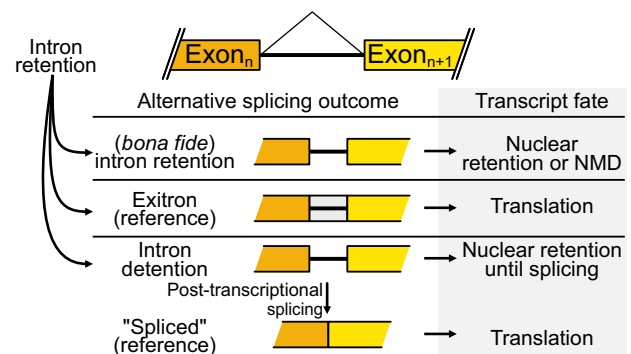 Intron
retention
Exonn
Exonn+1
Alternative splicing outcome
Transcript fate
(bona fide)
intron retention
Nuclear
retention or NMD
Exitron
(reference)
Translation
Intron
detention
Nuclear retention
until splicing
Post-transcriptional
splicing
"Spliced"
(reference)
Translation